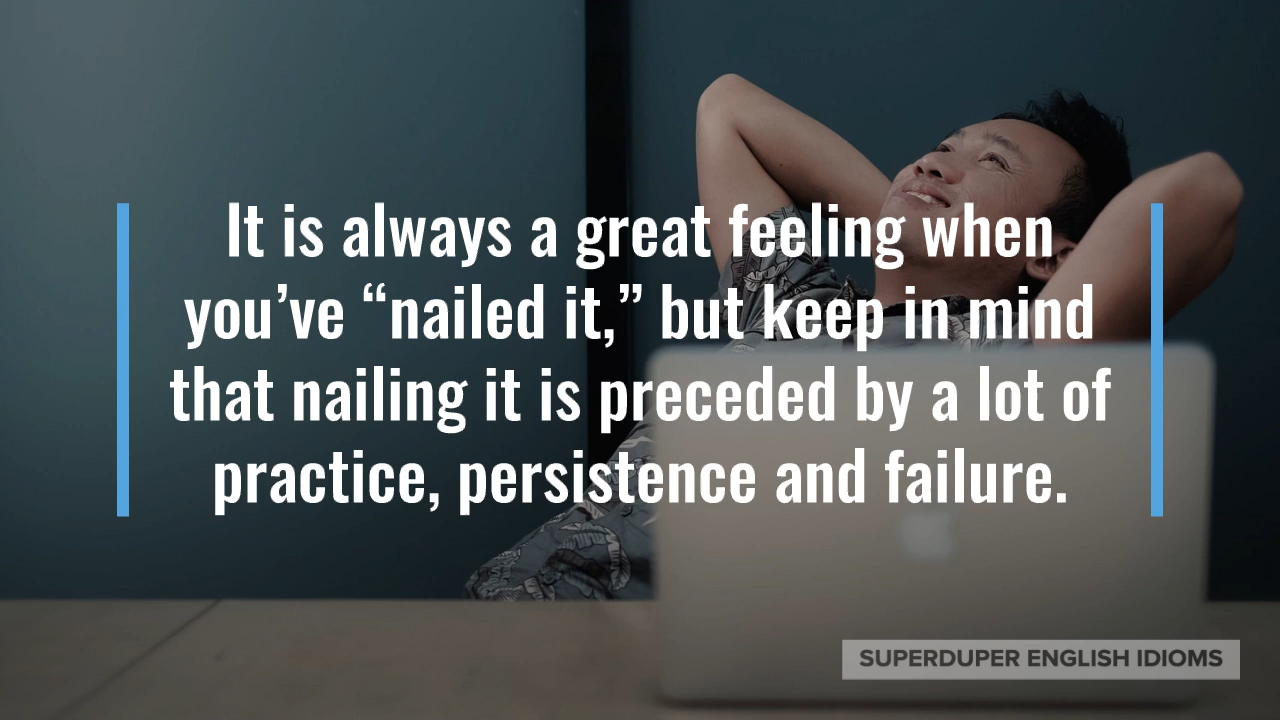 It is always a great feeling when
you’ve “nailed it,” but keep in mind
that nailing it is preceded by a lot of
practice, persistence and failure.
SUPERDUPER ENGLISH IDIOMS